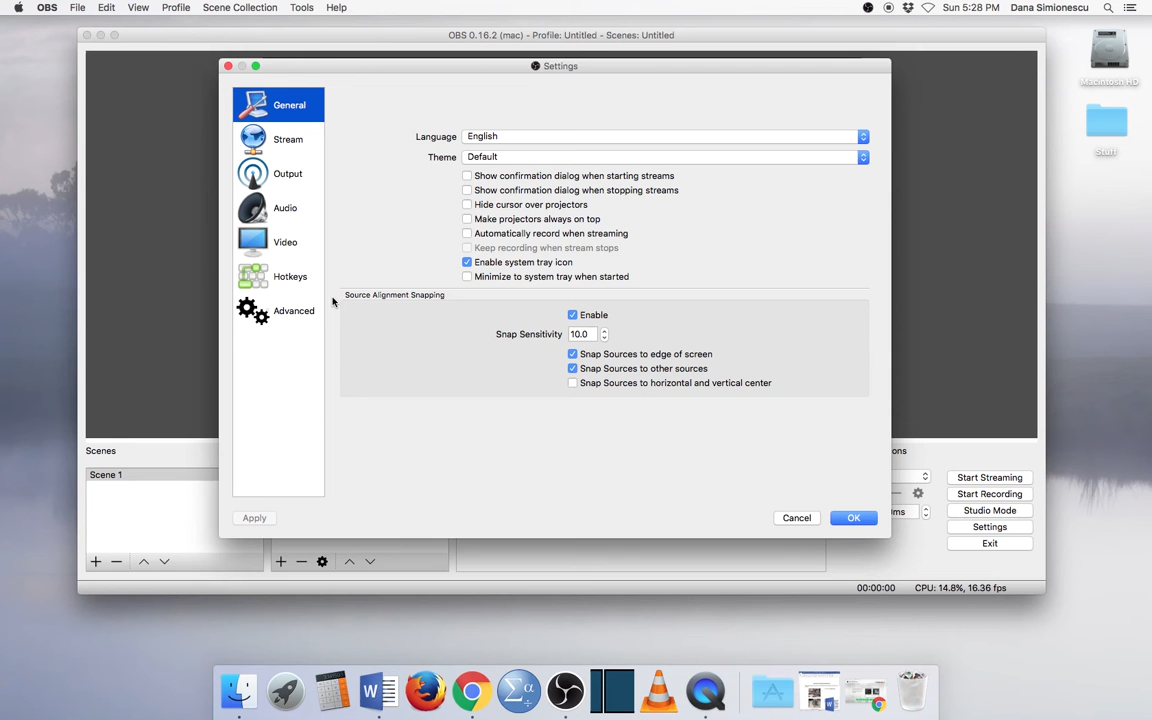 OBS File Edit View Profile Scene Collection Tools Help Sun 5:28 PM Dana Simionescu
OBS 0.16.2 (mac) - Profile: Untitled - Scenes: Untitled
Settings
Macintosh HD
Stuff
General
Stream
Output
Audio
Video
Hotkeys
Advanced
Language English
Theme Default
Show confirmation dialog when starting streams
Show confirmation dialog when stopping streams
Hide cursor over projectors
Make projectors always on top
Automatically record when streaming
Keep recording when stream stops
Enable system tray icon
Minimize to system tray when started
Source Alignment Snapping
Enable
Snap Sensitivity 10.0
Snap Sources to edge of screen
Snap Sources to other sources
Snap Sources to horizontal and vertical center
Apply Cancel OK
Scenes
Scene 1
ons
ms
Start Streaming
Start Recording
Studio Mode
Settings
Exit
00:00:00 CPU: 14.8%, 16.36 fps